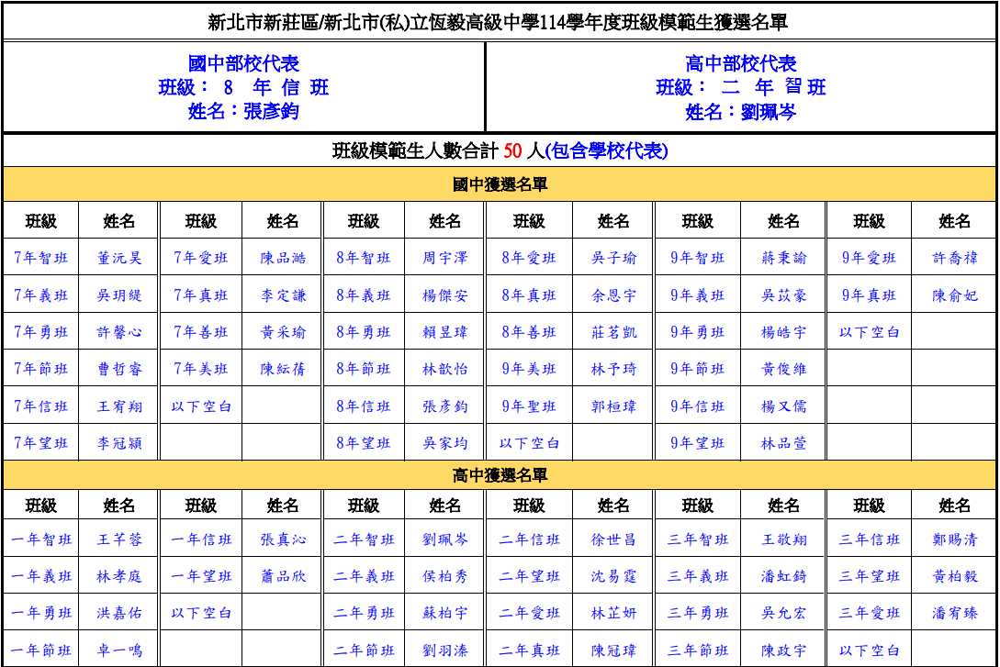 新北市新莊區/新北市(私)立恆毅高級中學114學年度班級模範生獲選名單
國中部校代表 高中部校代表
班級： 8 年 信 班 班級： 二 年 智 班
姓名：張彥鈞 姓名：劉珮岑
班級模範生人數合計 50 人(包含學校代表)
國中獲選名單
班級 姓名 班級 姓名 班級 姓名 班級 姓名 班級 姓名 班級 姓名
7年智班 董沅昊 7年愛班 陳品澔 8年智班 周宇澤 8年愛班 吳子瑜 9年智班 蔣秉諭 9年愛班 許喬禕
7年義班 吳玥緹 7年真班 李定謙 8年義班 楊傑安 8年真班 余恩宇 9年義班 吳苡豪 9年真班 陳俞妃
7年勇班 許馨心 7年善班 黃采瑜 8年勇班 賴昱瑋 8年善班 莊茗凱 9年勇班 楊皓宇 以下空白
7年節班 曹哲睿 7年美班 陳紜蒨 8年節班 林歆怡 9年美班 林予琦 9年節班 黃俊維
7年信班 王宥翔 以下空白 8年信班 張彥鈞 9年聖班 郭桓瑋 9年信班 楊又儒
7年望班 李冠穎 8年望班 吳家均 以下空白 9年望班 林品萱
高中獲選名單
班級 姓名 班級 姓名 班級 姓名 班級 姓名 班級 姓名 班級 姓名
一年智班 王芊蓉 一年信班 張真沁 二年智班 劉珮岑 二年信班 徐世昌 三年智班 王敬翔 三年信班 鄭賜清
一年義班 林孝庭 一年望班 蕭品欣 二年義班 侯柏秀 二年望班 沈易霆 三年義班 潘虹錡 三年望班 黃柏毅
一年勇班 洪嘉佑 以下空白 二年勇班 蘇柏宇 二年愛班 林芷妍 三年勇班 吳允宏 三年愛班 潘宥臻
一年節班 卓一鳴 二年節班 劉羽溱 二年真班 陳冠瑋 三年節班 陳政宇 以下空白